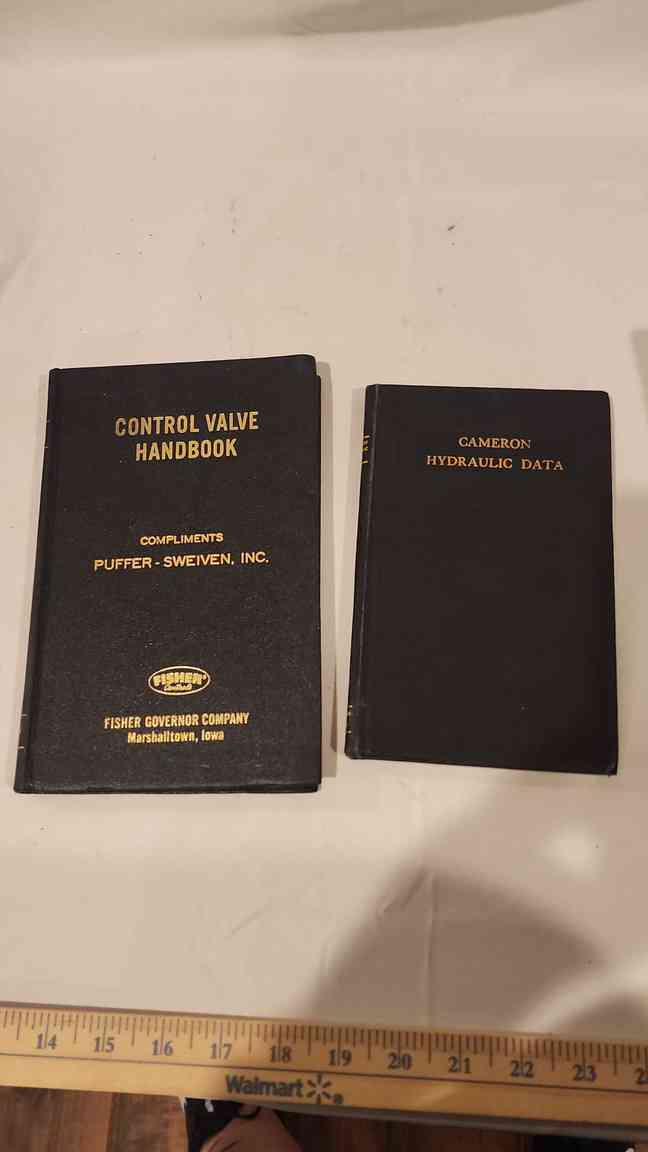 CONTROL VALVE
HANDBOOK
COMPLIMENTS
PUFFER - SWEIVEN, INC.
FISHER®
Controls
FISHER GOVERNOR COMPANY
Marshalltown, Iowa
CAMERON
HYDRAULIC DATA
14 15 16 17 18 19 20 21 22 23
Walmart